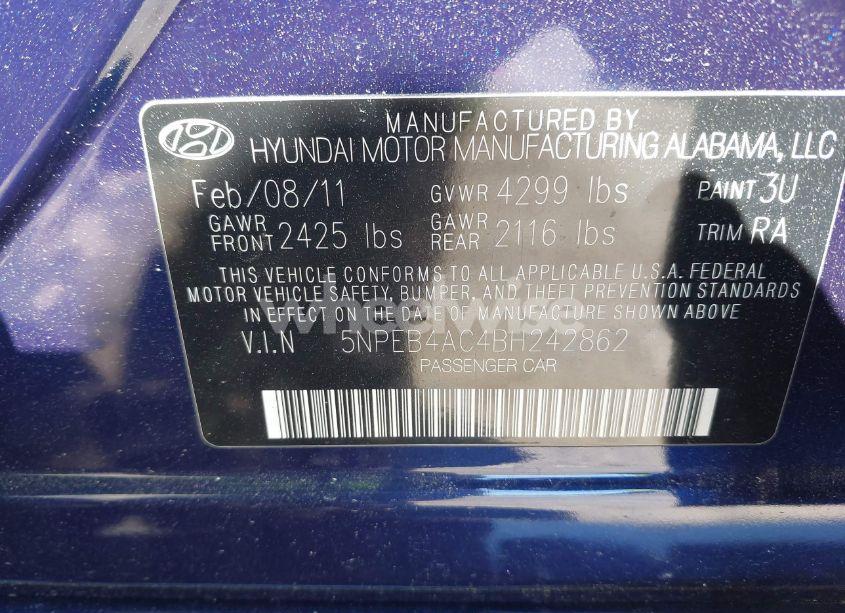 MANUFACTURED BY
HYUNDAI MOTOR MANUFACTURING ALABAMA, LLC
Feb/08/11 GVWR 4299 lbs PAINT 3U
GAWR FRONT 2425 lbs GAWR REAR 2116 lbs TRIM RA
THIS VEHICLE CONFORMS TO ALL APPLICABLE U.S.A. FEDERAL
MOTOR VEHICLE SAFETY, BUMPER, AND THEFT PREVENTION STANDARDS
IN EFFECT ON THE DATE OF MANUFACTURE SHOWN ABOVE
V.I.N 5NPEB4AC4BH242862
PASSENGER CAR
Wheelwise